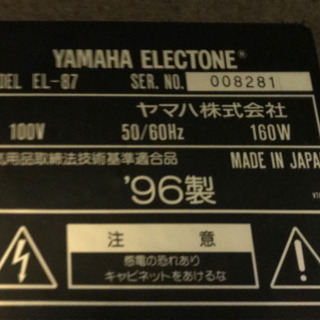 YAMAHA ELECTONE®
DEL EL-87 SER. NO. 008281
ヤマハ株式会社
100V 50/60Hz 160W
用品取締法技術基準適合品 MADE IN JAPA
'96製
注 意
感電の恐れあり
キャビネットをあけるな